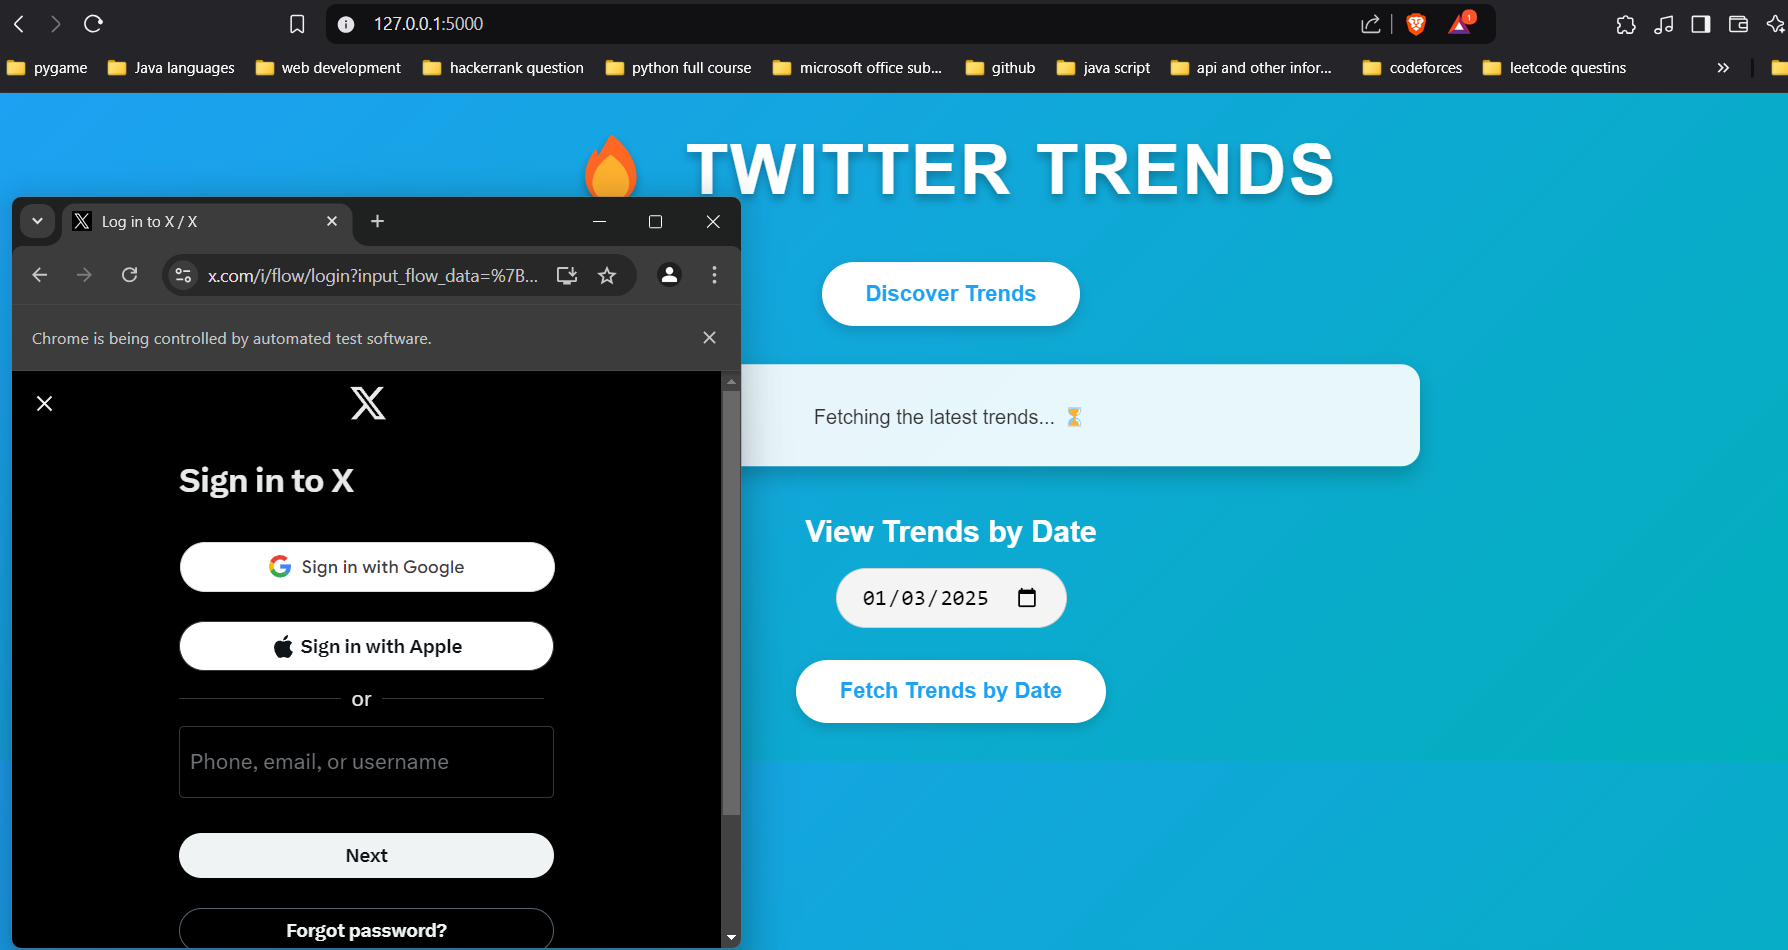 127.0.0.1:5000
1
pygame
Java languages
web development
hackerrank question
python full course
microsoft office sub...
github
java script
api and other infor...
codeforces
leetcode questins
TWITTER TRENDS
Discover Trends
Fetching the latest trends...
View Trends by Date
01/03/2025
Fetch Trends by Date
Log in to X / X
x.com/i/flow/login?input_flow_data=%7B...
Chrome is being controlled by automated test software.
Sign in to X
Sign in with Google
Sign in with Apple
or
Phone, email, or username
Next
Forgot password?